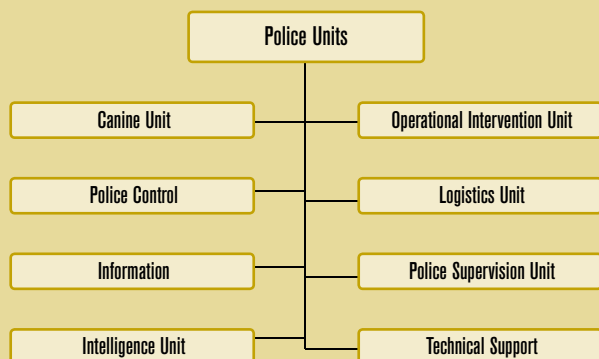 Police Units
Canine Unit
Operational Intervention Unit
Police Control
Logistics Unit
Information
Police Supervision Unit
Intelligence Unit
Technical Support